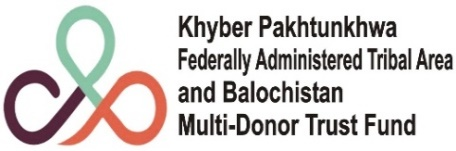 Khyber Pakhtunkhwa
Federally Administered Tribal Area
and Balochistan
Multi-Donor Trust Fund